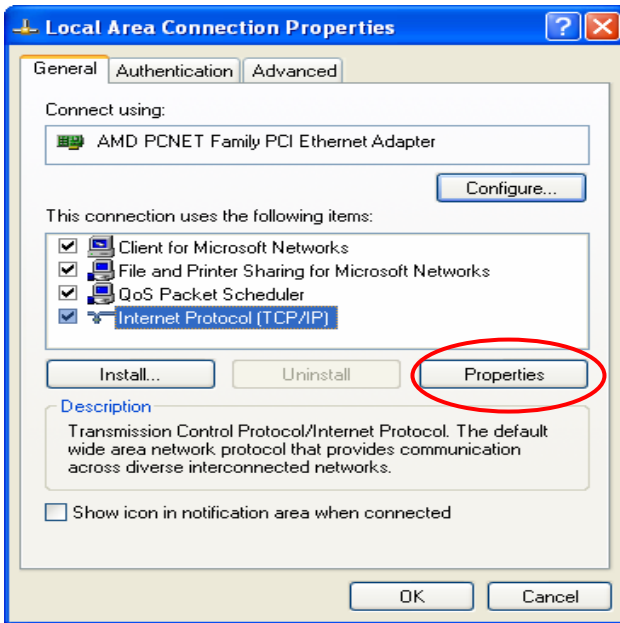 Local Area Connection Properties
General Authentication Advanced
Connect using:
AMD PCNET Family PCI Ethernet Adapter
Configure...
This connection uses the following items:
Client for Microsoft Networks
File and Printer Sharing for Microsoft Networks
QoS Packet Scheduler
Internet Protocol (TCP/IP)
Install... Uninstall Properties
Description
Transmission Control Protocol/Internet Protocol. The default
wide area network protocol that provides communication
across diverse interconnected networks.
Show icon in notification area when connected
OK Cancel